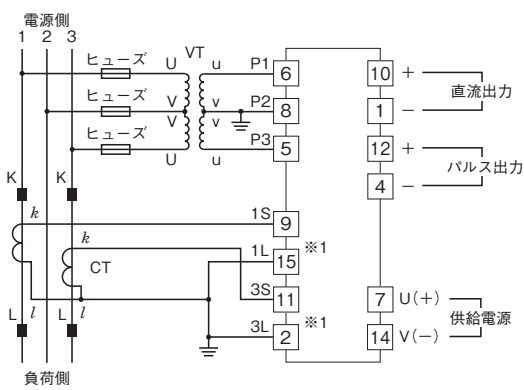 電源側
1 2 3
ヒューズ U VT u P1 6 10 +
直流出力
ヒューズ V v P2 8 1 −
V v
ヒューズ U u P3 5 12 +
パルス出力
4 −
K K
k 1S 9
k 1L 15 ※1
CT
3S 11 7 U(+)
供給電源
L l L l 3L 2 ※1 14 V(−)
負荷側